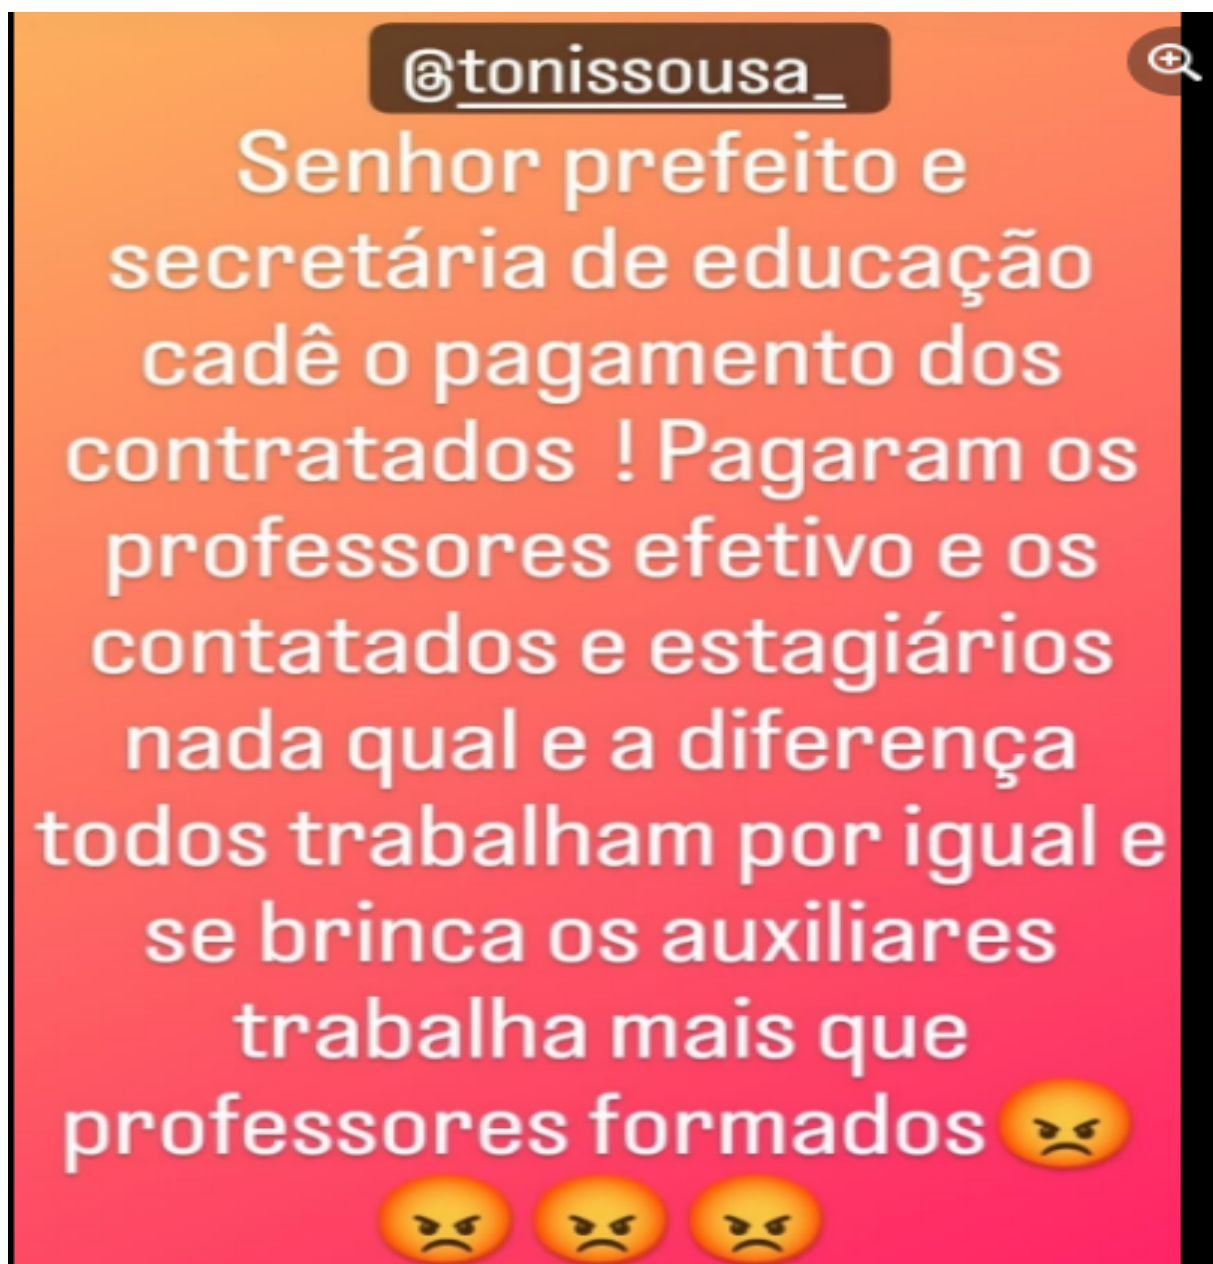 @tonissousa_
Senhor prefeito e
secretária de educação
cadê o pagamento dos
contratados ! Pagaram os
professores efetivo e os
contatados e estagiários
nada qual e a diferença
todos trabalham por igual e
se brinca os auxiliares
trabalha mais que
professores formados😡
😡😡😡